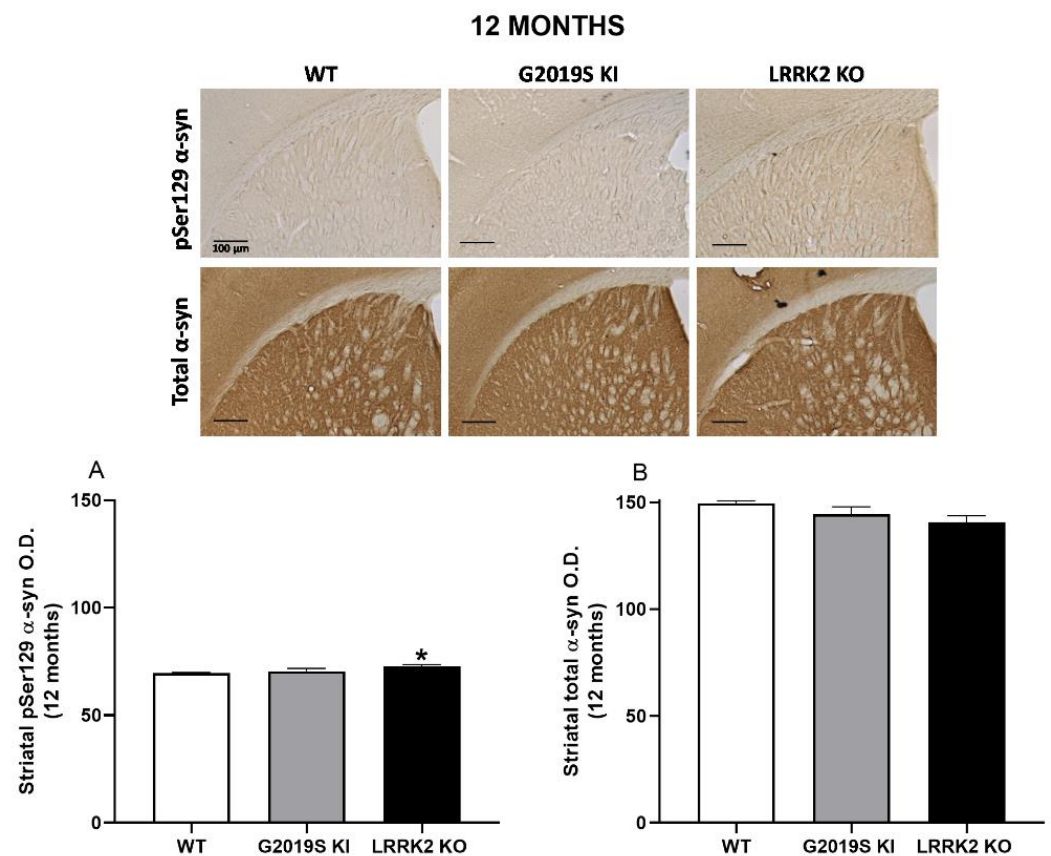 12 MONTHS
WT G2019S KI LRRK2 KO
pSer129 α-syn
100 µm
Total α-syn
A
Striatal pSer129 α-syn O.D.
(12 months)
150
100
50
0
*
WT G2019S KI LRRK2 KO
B
Striatal total α-syn O.D.
(12 months)
150
100
50
0
WT G2019S KI LRRK2 KO